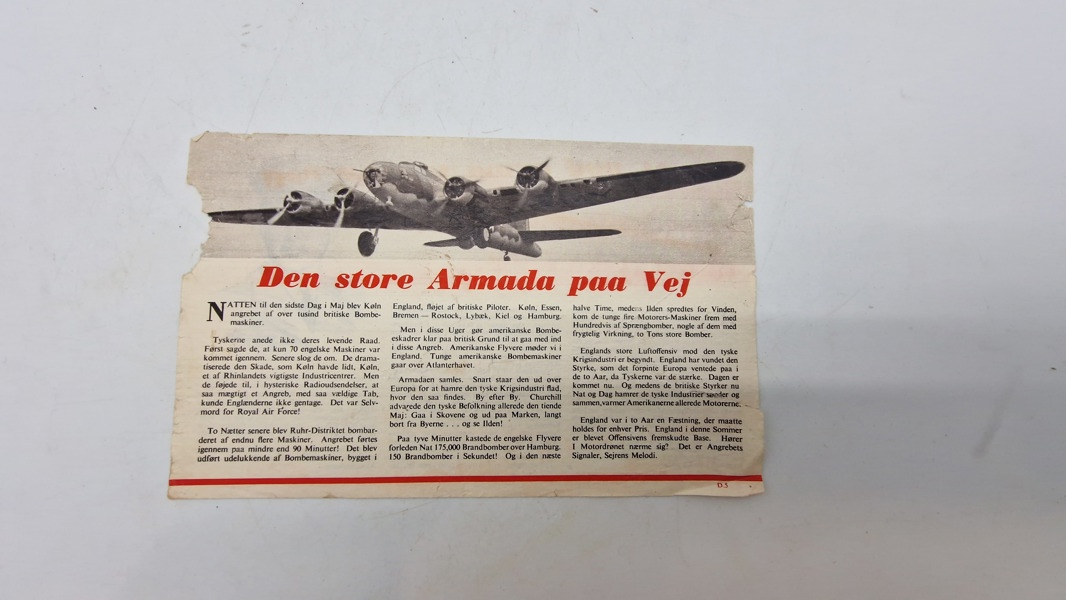 Den store Armada paa Vej
NATTEN til den sidste Dag i Maj blev Køln
angrebet af over tusind britiske Bombe-
maskiner.
Tyskerne anede ikke deres levende Raad.
Først sagde de, at kun 70 engelske Maskiner var
kommet igennem. Senere slog de om. De drama-
tiserede den Skade, som Køln havde lidt, Køln,
et af Rhinlandets vigtigste Industricentrer. Men
de føjede til, i hysteriske Radioudsendelser, at
saa mægtigt et Angreb, med saa vældige Tab,
kunde Englænderne ikke gentage. Det var Selv-
mord for Royal Air Force!
To Nætter senere blev Ruhr-Distriktet bombar-
deret af endnu flere Maskiner. Angrebet førtes
igennem paa mindre end 90 Minutter! Det blev
udført udelukkende af Bombemaskiner, bygget i
England, fløjet af britiske Piloter. Køln, Essen,
Bremen — Rostock, Lybæk, Kiel og Hamburg.
Men i disse Uger gør amerikanske Bombe-
eskadrer klar paa britisk Grund til at gaa med ind
i disse Angreb. Amerikanske Flyvere møder vi i
England. Tunge amerikanske Bombemaskiner
gaar over Atlanterhavet.
Armadaen samles. Snart staar den ud over
Europa for at hamre den tyske Krigsindustri flad,
hvor den saa findes. By efter By. Churchill
advarede den tyske Befolkning allerede den tiende
Maj: Gaa i Skovene og ud paa Marken, langt
bort fra Byerne . . . og se Ilden!
Paa tyve Minutter kastede de engelske Flyvere
forleden Nat 175,000 Brandbomber over Hamburg.
150 Brandbomber i Sekundet! Og i den næste
halve Time, medens Ilden spredtes for Vinden,
kom de tunge fire Motorers-Maskiner frem med
Hundredvis af Sprængbomber, nogle af dem med
frygtelig Virkning, to Tons store Bomber.
Englands store Luftoffensiv mod den tyske
Krigsindustri er begyndt. England har vundet den
Styrke, som det forpinte Europa ventede paa i
de to Aar, da Tyskerne var de stærke. Dagen er
kommet nu. Og medens de britiske Styrker nu
Nat og Dag hamrer de tyske Industrier sønder og
sammen, varmer Amerikanerne allerede Motorerne.
England var i to Aar en Fæstning, der maatte
holdes for enhver Pris. England i denne Sommer
er blevet Offensivens fremskudte Base. Hører
I Motordrønet nærme sig? Det er Angrebets
Signaler, Sejrens Melodi.
D.5